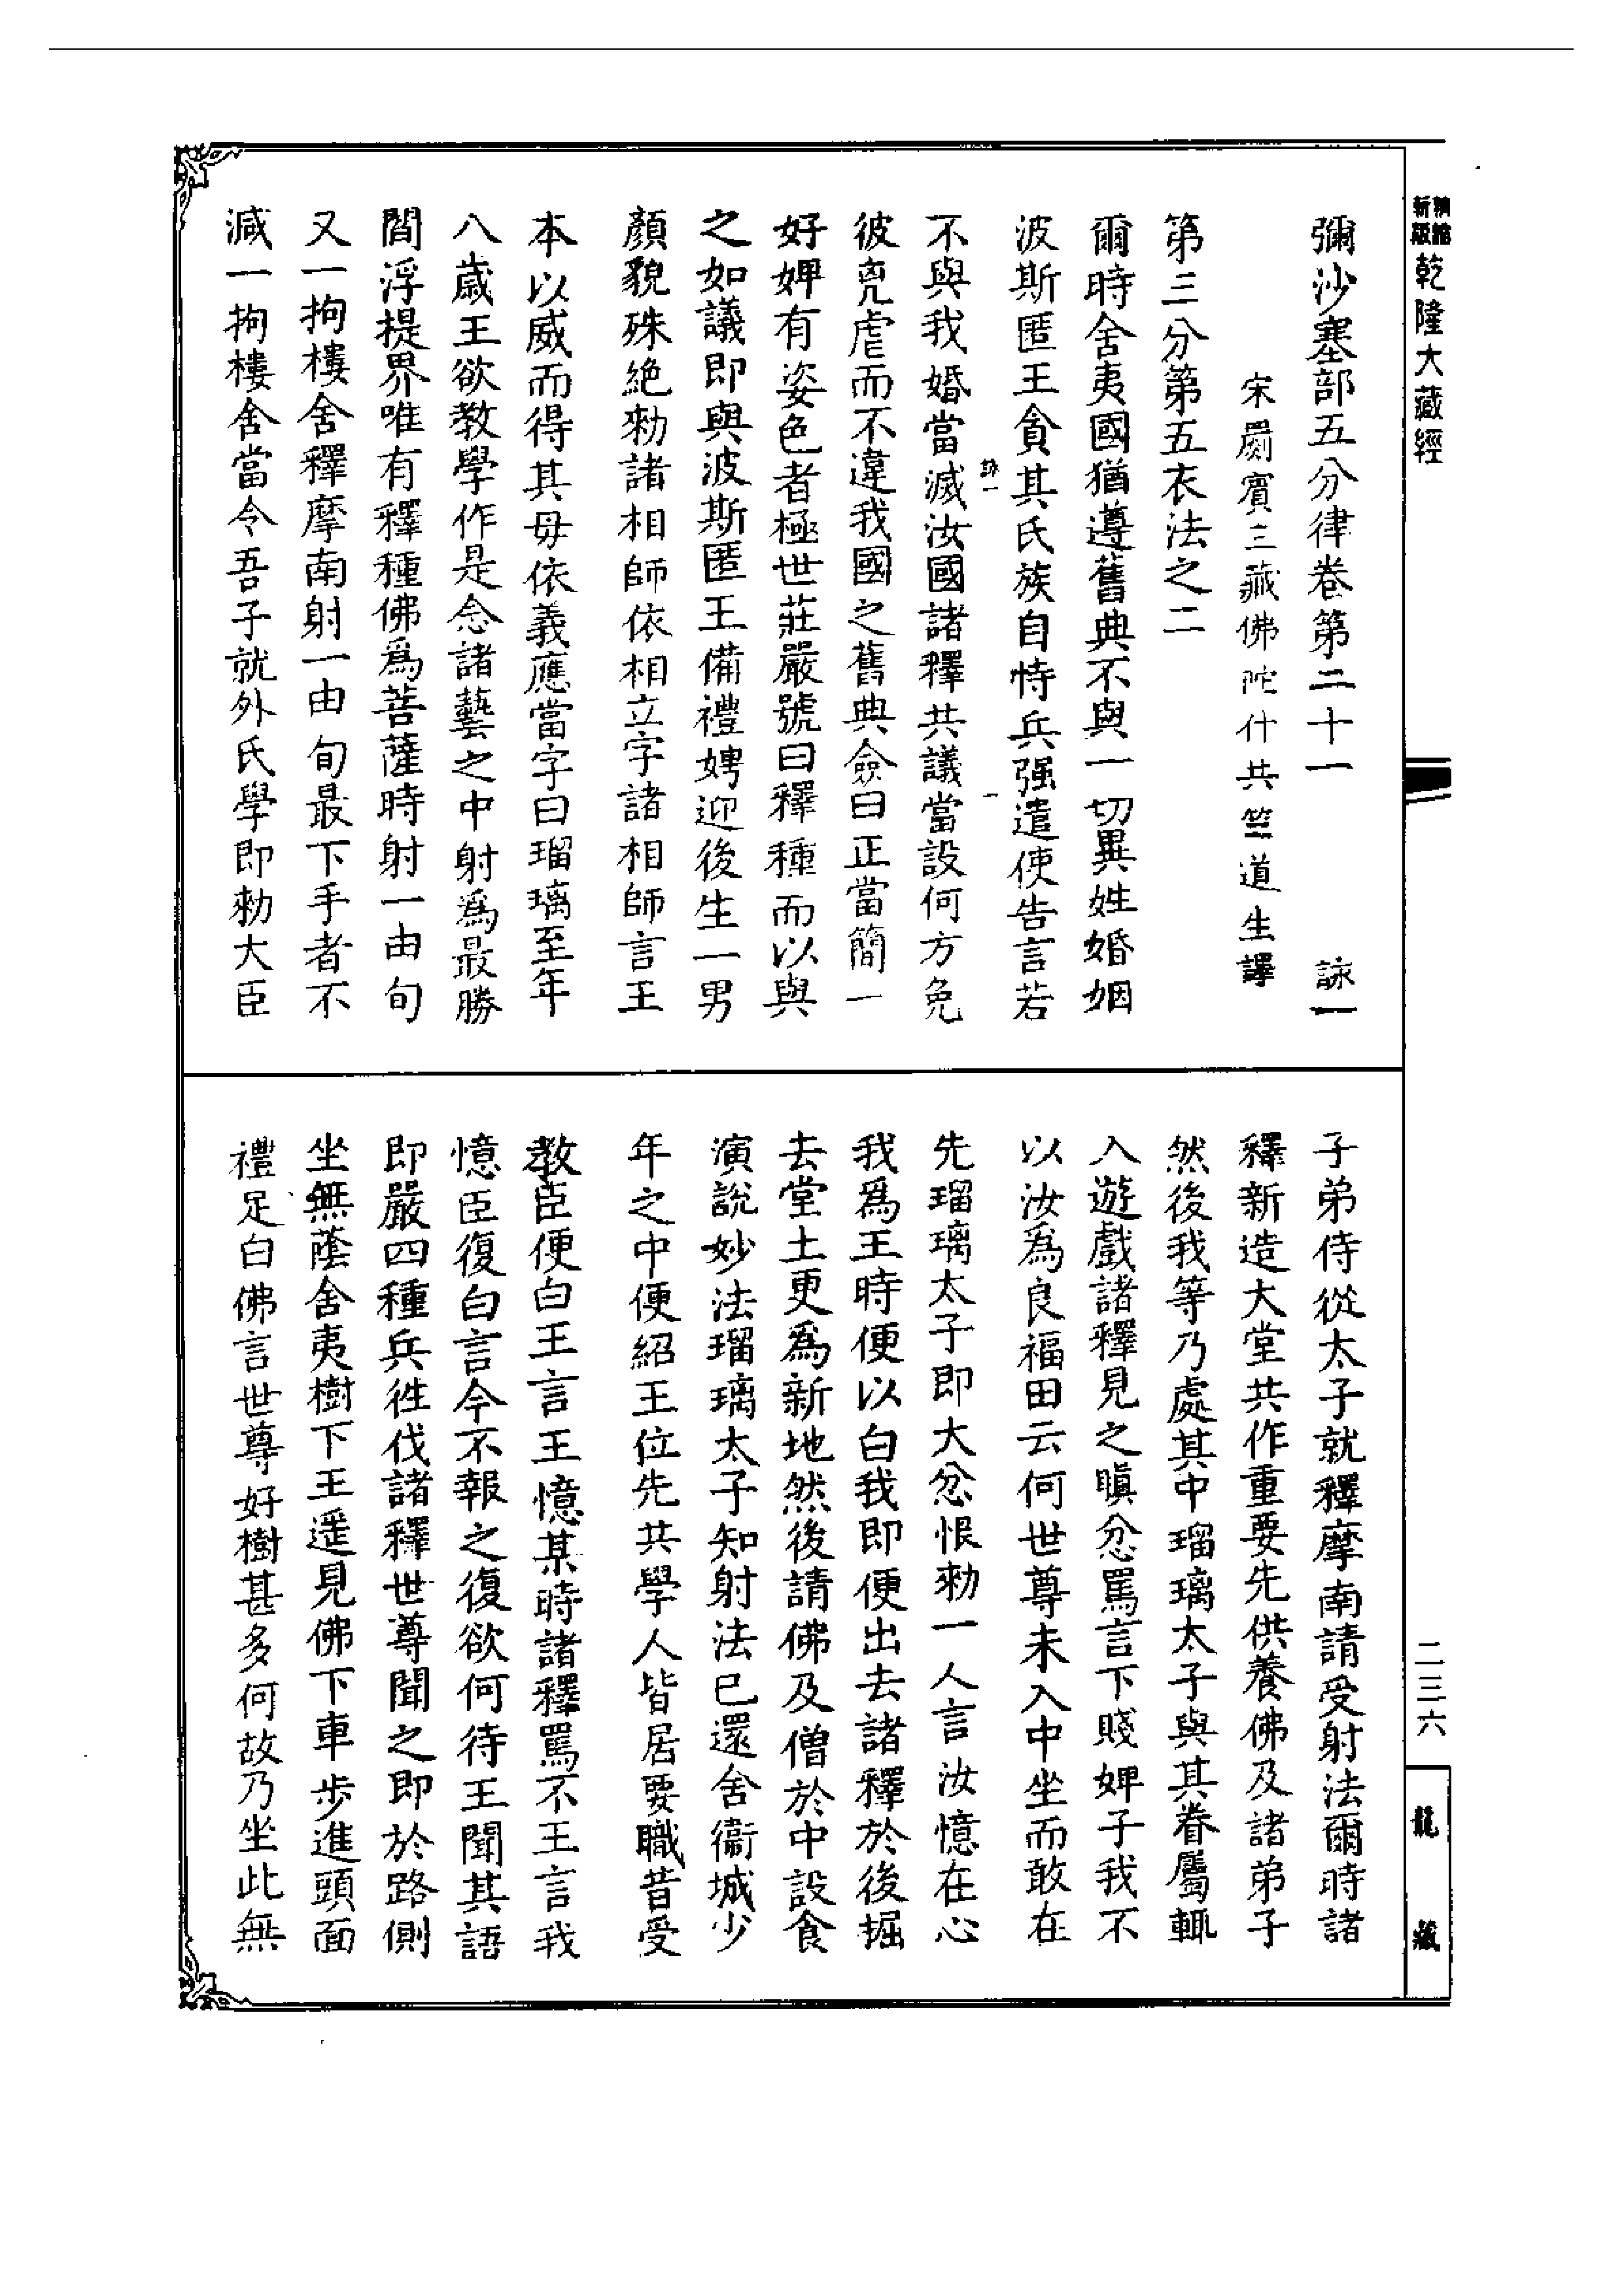 精縮新版乾隆大藏經
彌沙塞部五分律卷第二十一 詠一
宋罽賓三藏佛陀什共竺道生譯
第三分第五衣法之二
爾時舍夷國猶遵舊典不與一切異姓婚姻
波斯匿王貪其氏族自恃兵强遣使告言若
詠一 一
不與我婚當滅汝國諸釋共議當設何方免
彼兇虐而不違我國之舊典僉曰正當簡一
好婢有姿色者極世莊嚴號曰釋種而以與
之如議即與波斯匿王備禮娉迎後生一男
顏貌殊絶勑諸相師依相立字諸相師言王
本以威而得其母依義應當字曰瑠璃至年
八歲王欲教學作是念諸藝之中射爲最勝
閻浮提界唯有釋種佛爲菩薩時射一由旬
又一拘樓舍釋摩南射一由旬最下手者不
減一拘樓舍當令吾子就外氏學即勑大臣
子弟侍從太子就釋摩南請受射法爾時諸
釋新造大堂共作重要先供養佛及諸弟子
然後我等乃處其中瑠璃太子與其眷屬輒
入遊戲諸釋見之瞋忿罵言下賤婢子我不
以汝爲良福田云何世尊未入中坐而敢在
先瑠璃太子即大忿恨勑一人言汝憶在心
我爲王時便以白我即便出去諸釋於後掘
去堂土更爲新地然後請佛及僧於中設食
演說妙法瑠璃太子知射法已還舍衞城少
年之中便紹王位先共學人皆居要職昔受
教臣便白王言王憶某時諸釋罵不王言我
憶臣復白言今不報之復欲何待王聞其語
即嚴四種兵徃伐諸釋世尊聞之即於路側
坐無蔭舍夷樹下王遥見佛下車步進頭面
禮足白佛言世尊好樹甚多何故乃坐此無
二三六
龍藏